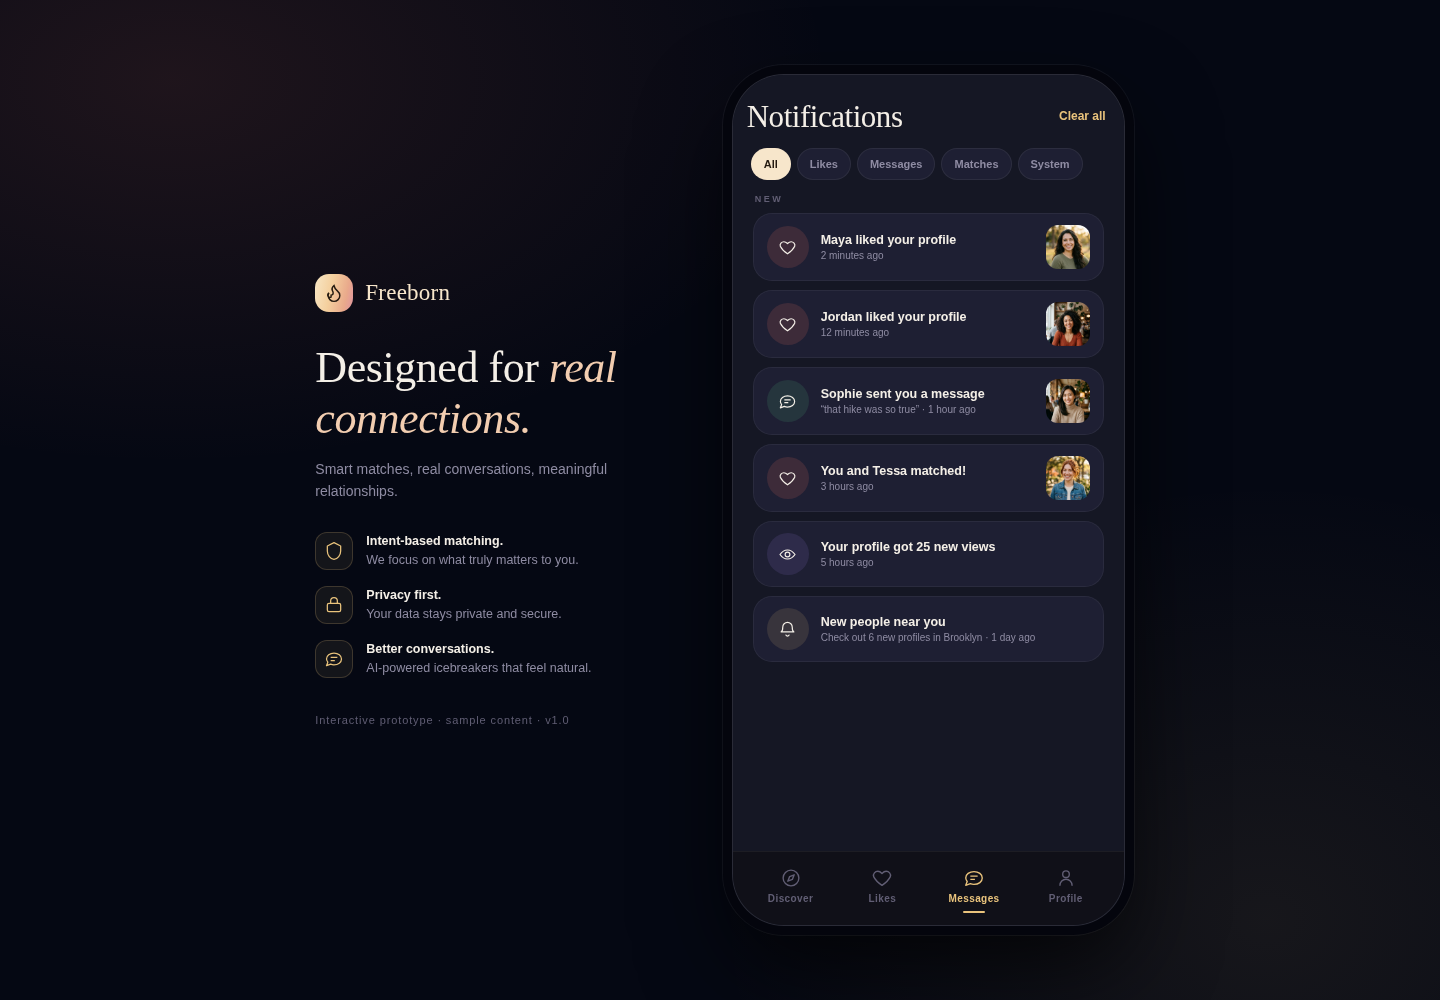 Freeborn
Designed for real
connections.
Smart matches, real conversations, meaningful
relationships.
Intent-based matching.
We focus on what truly matters to you.
Privacy first.
Your data stays private and secure.
Better conversations.
AI-powered icebreakers that feel natural.
Interactive prototype · sample content · v1.0
Notifications
Clear all
All
Likes
Messages
Matches
System
NEW
Maya liked your profile
2 minutes ago
Jordan liked your profile
12 minutes ago
Sophie sent you a message
"that hike was so true" · 1 hour ago
You and Tessa matched!
3 hours ago
Your profile got 25 new views
5 hours ago
New people near you
Check out 6 new profiles in Brooklyn · 1 day ago
Discover
Likes
Messages
Profile